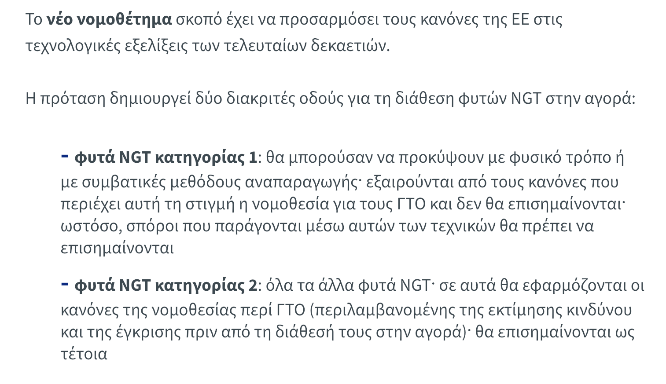 Το νέο νομοθέτημα σκοπό έχει να προσαρμόσει τους κανόνες της ΕΕ στις
τεχνολογικές εξελίξεις των τελευταίων δεκαετιών.
Η πρόταση δημιουργεί δύο διακριτές οδούς για τη διάθεση φυτών NGT στην αγορά:
- φυτά NGT κατηγορίας 1: θα μπορούσαν να προκύψουν με φυσικό τρόπο ή
με συμβατικές μεθόδους αναπαραγωγής· εξαιρούνται από τους κανόνες που
περιέχει αυτή τη στιγμή η νομοθεσία για τους ΓΤΟ και δεν θα επισημαίνονται·
ωστόσο, σπόροι που παράγονται μέσω αυτών των τεχνικών θα πρέπει να
επισημαίνονται
- φυτά NGT κατηγορίας 2: όλα τα άλλα φυτά NGT· σε αυτά θα εφαρμόζονται οι
κανόνες της νομοθεσίας περί ΓΤΟ (περιλαμβανομένης της εκτίμησης κινδύνου
και της έγκρισης πριν από τη διάθεσή τους στην αγορά)· θα επισημαίνονται ως
τέτοια